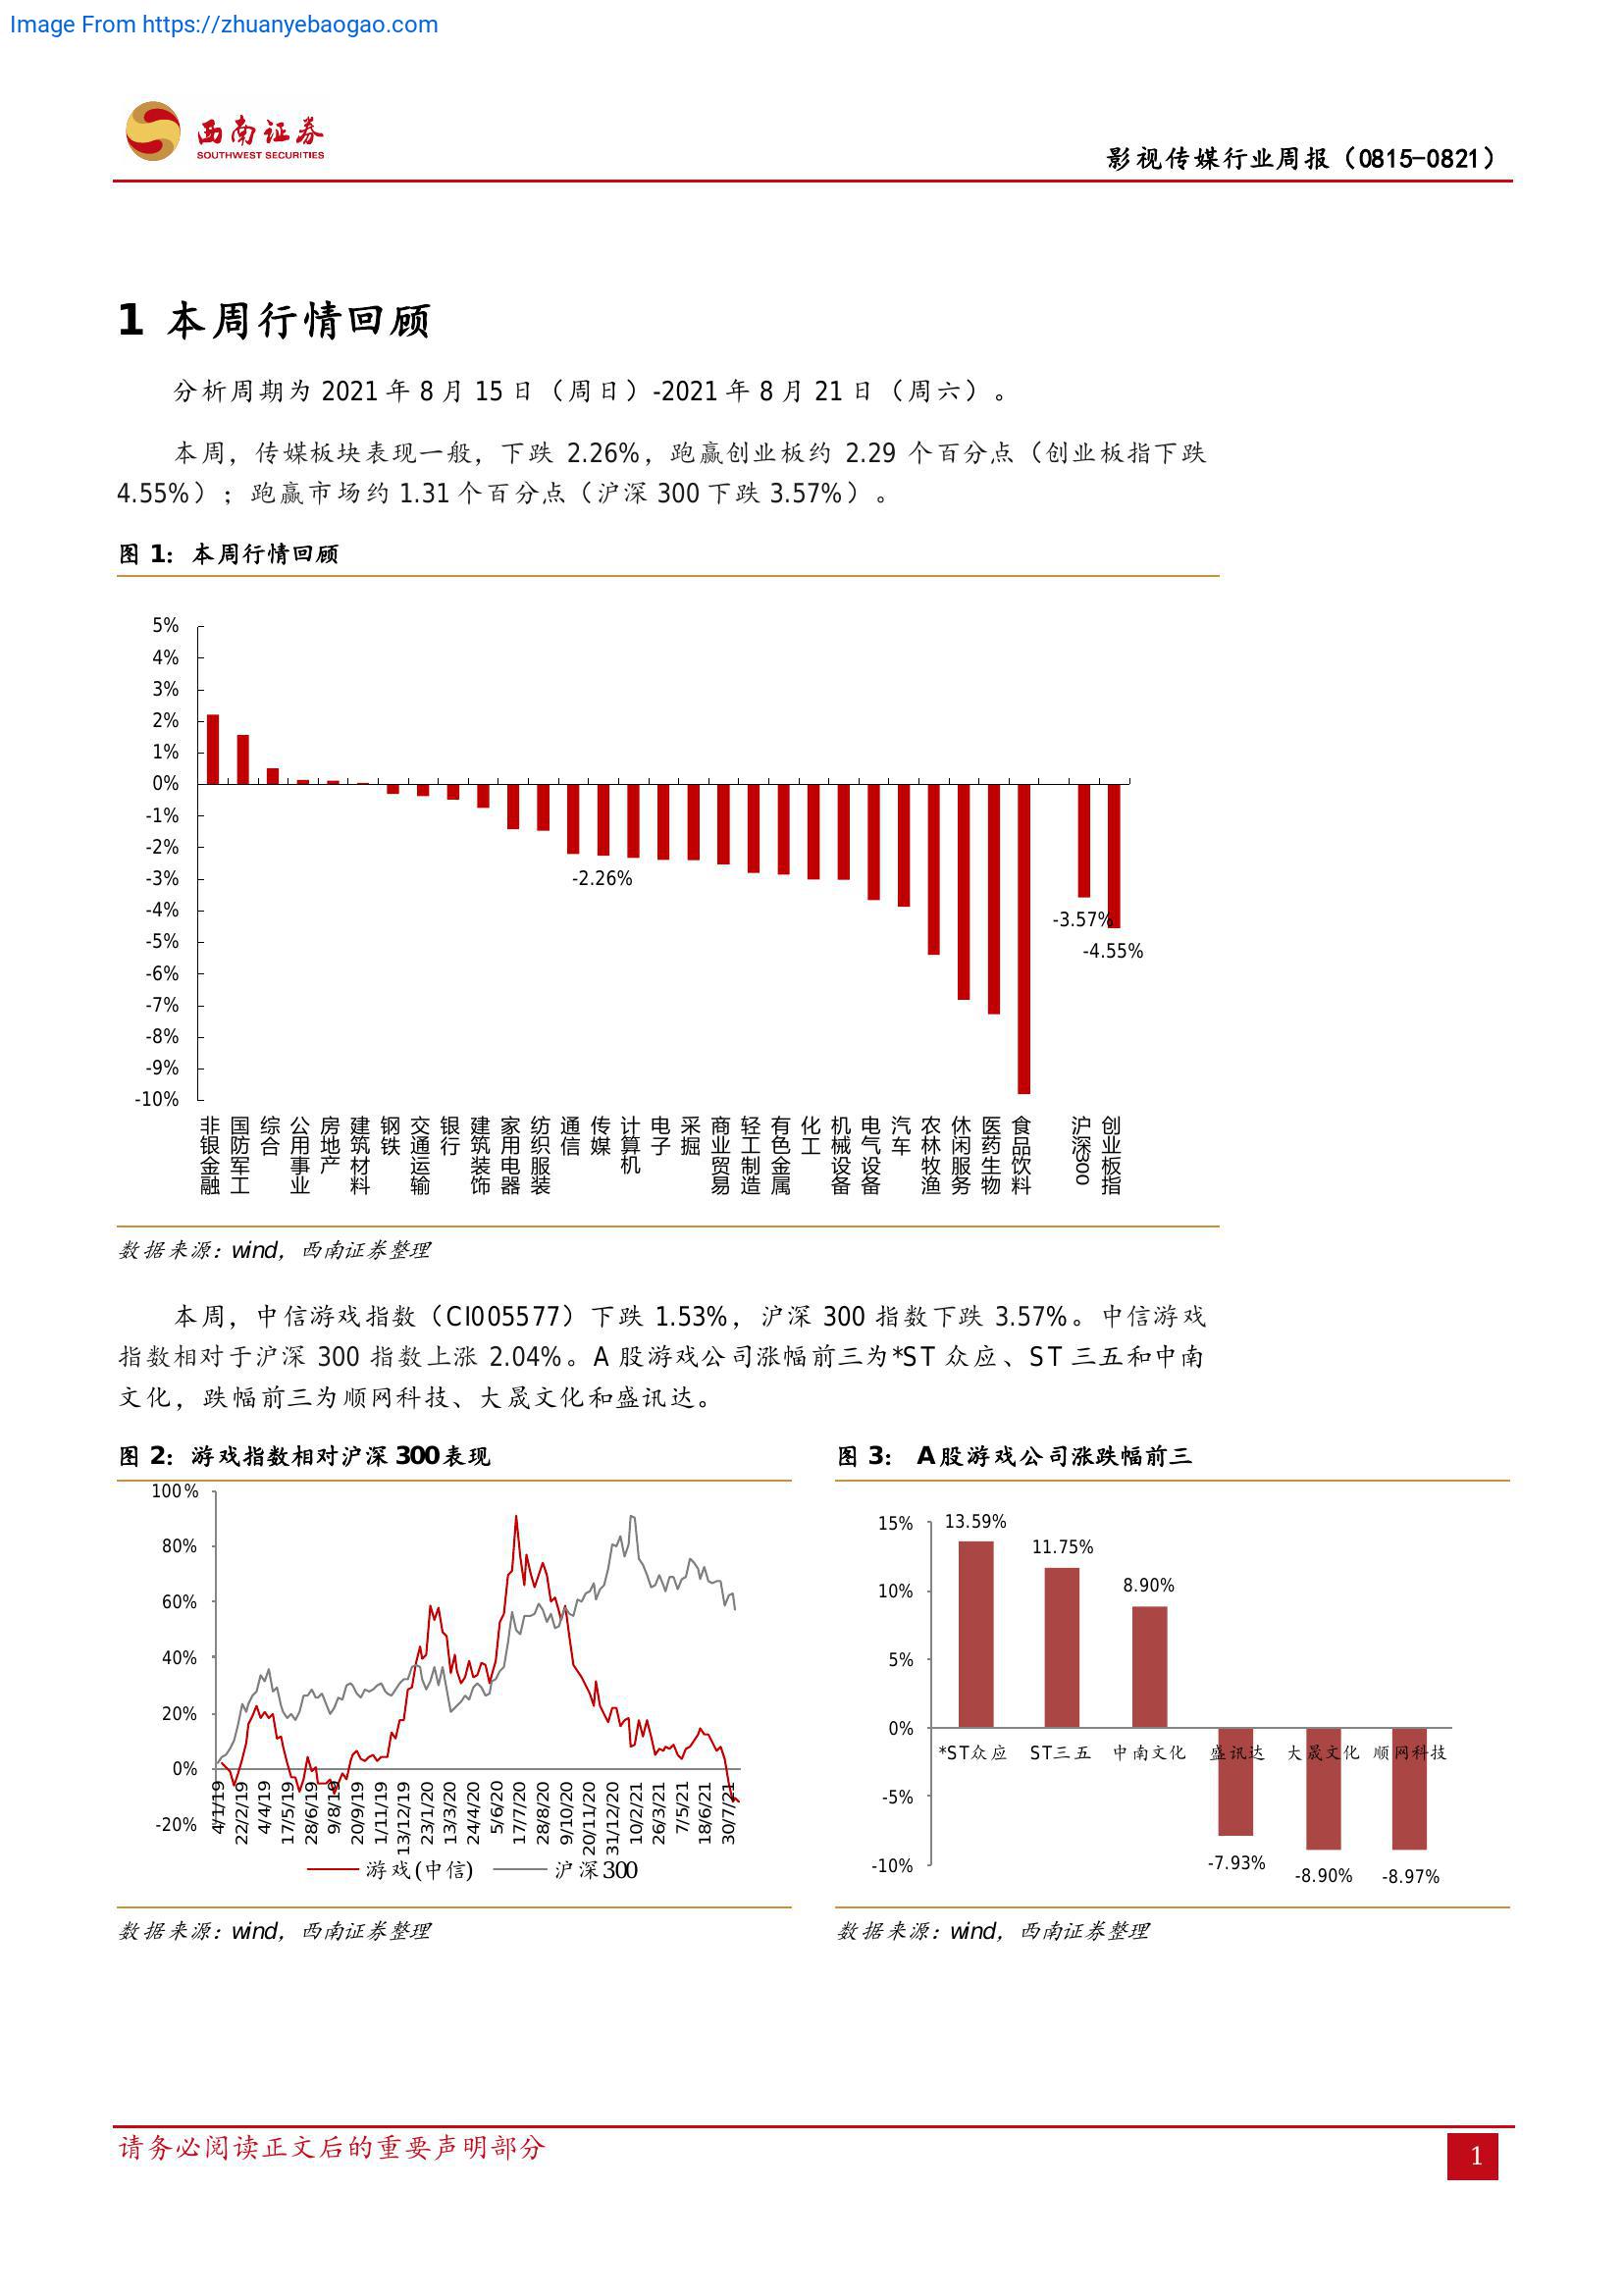 Image From https://zhuanyebaogao.com
西南证券
SOUTHWEST SECURITIES
影视传媒行业周报（0815-0821）
1 本周行情回顾
分析周期为 2021 年 8 月 15 日（周日）-2021 年 8 月 21 日（周六）。
本周，传媒板块表现一般，下跌 2.26%，跑赢创业板约 2.29 个百分点（创业板指下跌
4.55%）；跑赢市场约 1.31 个百分点（沪深 300 下跌 3.57%）。
图 1：本周行情回顾
5%
4%
3%
2%
1%
0%
-1%
-2%
-3%
-4%
-5%
-6%
-7%
-8%
-9%
-10%
-2.26%
-3.57%
-4.55%
非银金融
国防军工
综合
公用事业
房地产
建筑材料
钢铁
交通运输
银行
建筑装饰
家用电器
纺织服装
通信
传媒
计算机
电子
采掘
商业贸易
轻工制造
有色金属
化工
机械设备
电气设备
汽车
农林牧渔
休闲服务
医药生物
食品饮料
沪深300
创业板指
数据来源：wind，西南证券整理
本周，中信游戏指数（CI005577）下跌 1.53%，沪深 300 指数下跌 3.57%。中信游戏
指数相对于沪深 300 指数上涨 2.04%。A 股游戏公司涨幅前三为*ST 众应、ST 三五和中南
文化，跌幅前三为顺网科技、大晟文化和盛讯达。
图 2：游戏指数相对沪深 300表现
100%
80%
60%
40%
20%
0%
-20%
4/1/19
22/2/19
4/4/19
17/5/19
28/6/19
9/8/19
20/9/19
1/11/19
13/12/19
23/1/20
13/3/20
24/4/20
5/6/20
17/7/20
28/8/20
9/10/20
20/11/20
31/12/20
10/2/21
26/3/21
7/5/21
18/6/21
30/7/21
游戏(中信)
沪深300
数据来源：wind，西南证券整理
图 3： A股游戏公司涨跌幅前三
15%
10%
5%
0%
-5%
-10%
13.59%
11.75%
8.90%
*ST众应
ST三五
中南文化
盛讯达
大晟文化
顺网科技
-7.93%
-8.90%
-8.97%
数据来源：wind，西南证券整理
请务必阅读正文后的重要声明部分
1